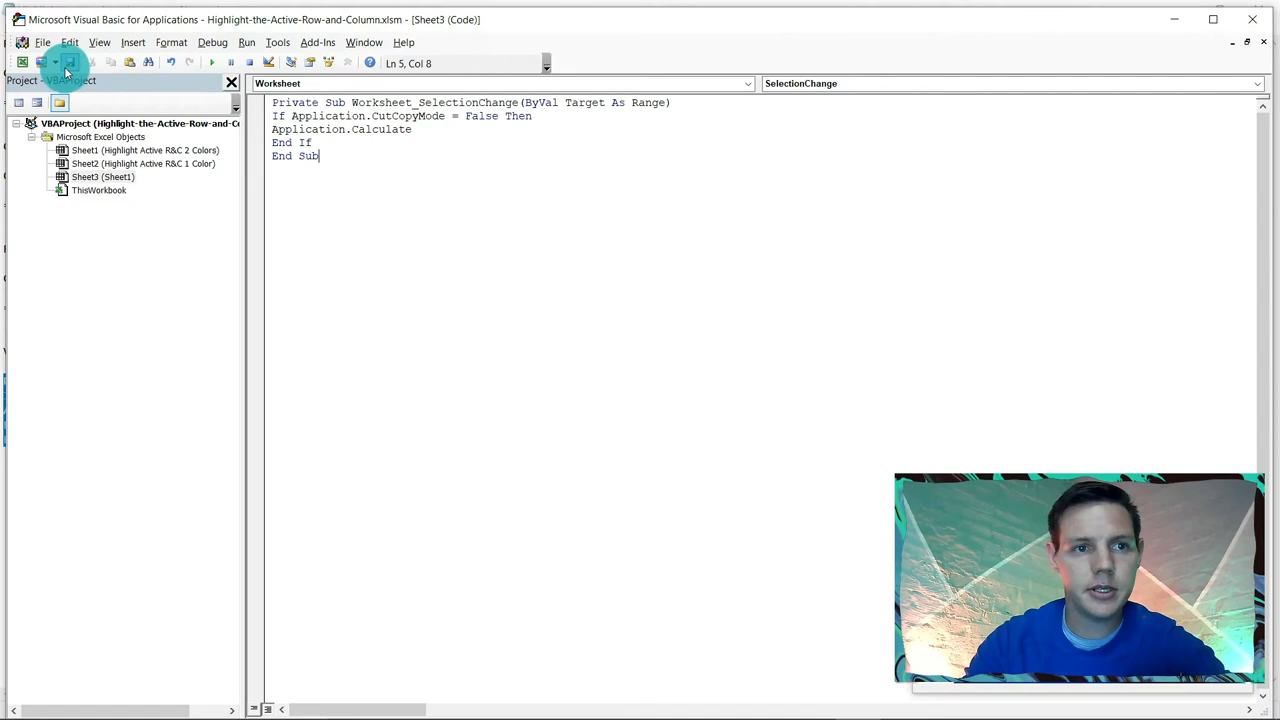 Microsoft Visual Basic for Applications - Highlight-the-Active-Row-and-Column.xlsm - [Sheet3 (Code)]
File Edit View Insert Format Debug Run Tools Add-Ins Window Help
Ln 5, Col 8
Project - VBAProject
Worksheet
SelectionChange
VBAProject (Highlight-the-Active-Row-and-Co
Microsoft Excel Objects
Sheet1 (Highlight Active R&C 2 Colors)
Sheet2 (Highlight Active R&C 1 Color)
Sheet3 (Sheet1)
ThisWorkbook
Private Sub Worksheet_SelectionChange(ByVal Target As Range)
If Application.CutCopyMode = False Then
Application.Calculate
End If
End Sub